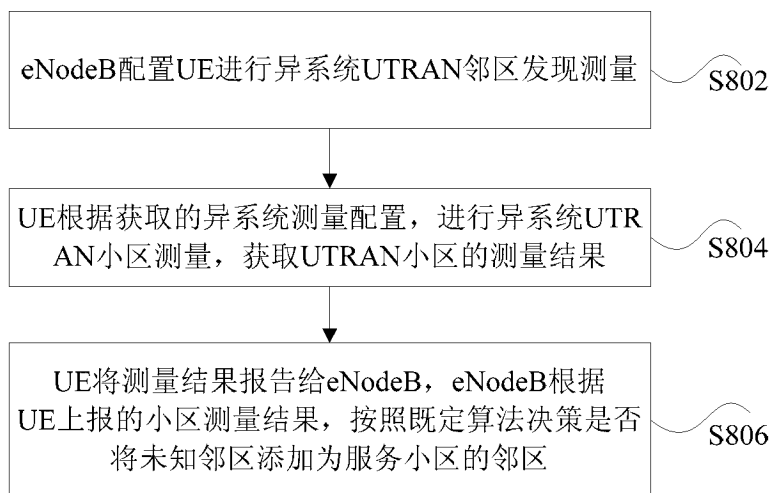 eNodeB配置UE进行异系统UTRAN邻区发现测量
S802
UE根据获取的异系统测量配置，进行异系统UTR
AN小区测量，获取UTRAN小区的测量结果
S804
UE将测量结果报告给eNodeB，eNodeB根据
UE上报的小区测量结果，按照既定算法决策是否
将未知邻区添加为服务小区的邻区
S806